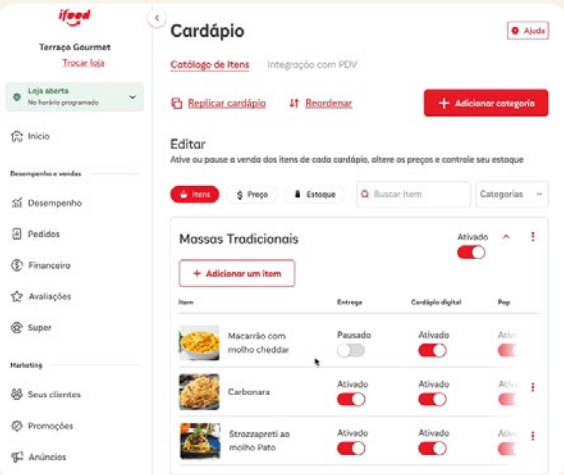 ifood
Terraço Gourmet
Trocar loja
Loja aberta
No horário programado
Início
Desempenho e vendas
Desempenho
Pedidos
Financeiro
Avaliações
Super
Marketing
Seus clientes
Promoções
Anúncios
Cardápio
Ajuda
Catálogo de Itens Integração com PDV
Replicar cardápio Reordenar
+ Adicionar categoria
Editar
Ative ou pause a venda dos itens de cada cardápio, altere os preços e controle seu estoque
Itens $ Preço Estoque Buscar item Categorias
Massas Tradicionais Ativado
+ Adicionar um item
Item Entrega Cardápio digital Pop
Macarrão com molho cheddar Pausado Ativado Ativ
Carbonara Ativado Ativado Ativ
Strozzapreti ao molho Pato Ativado Ativado Ativ